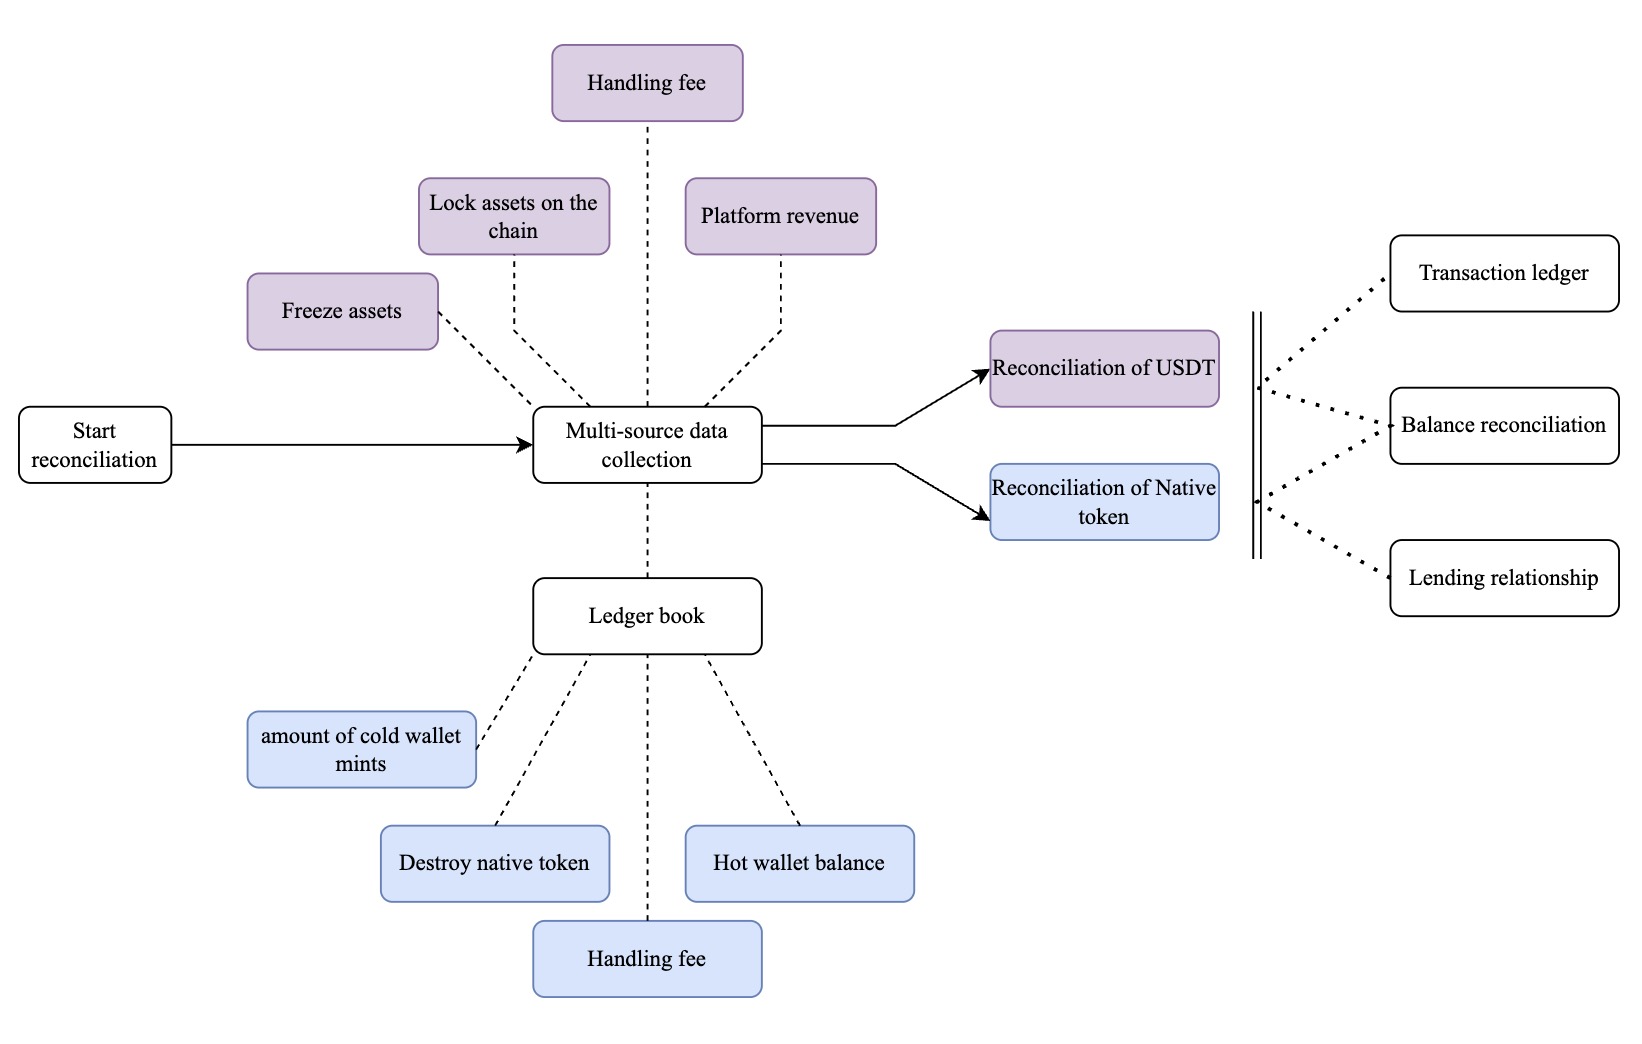 Handling fee
Lock assets on the
chain
Platform revenue
Freeze assets
Transaction ledger
Reconciliation of USDT
Start
reconciliation
Multi-source data
collection
Balance reconciliation
Reconciliation of Native
token
Lending relationship
Ledger book
amount of cold wallet
mints
Destroy native token
Hot wallet balance
Handling fee